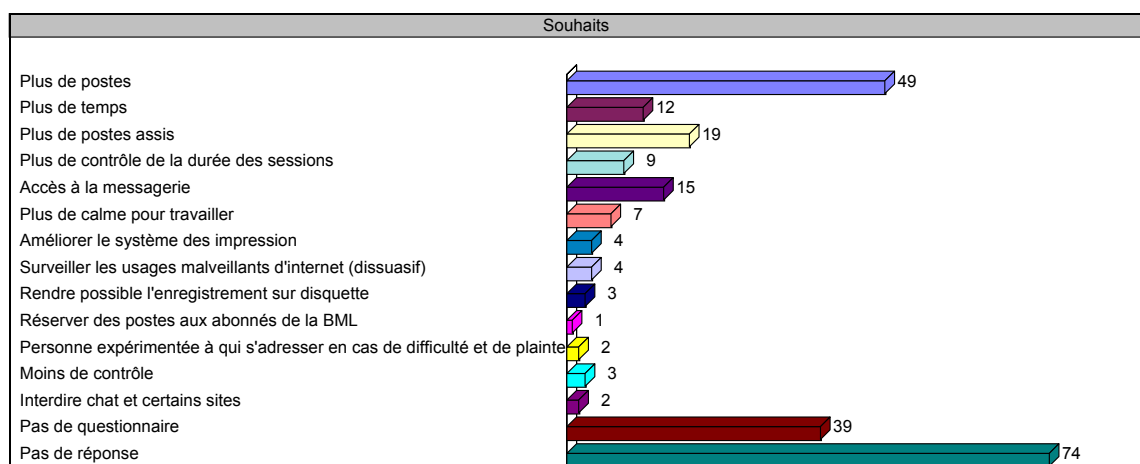 Souhaits
Plus de postes 49
Plus de temps 12
Plus de postes assis 19
Plus de contrôle de la durée des sessions 9
Accès à la messagerie 15
Plus de calme pour travailler 7
Améliorer le système des impression 4
Surveiller les usages malveillants d'internet (dissuasif) 4
Rendre possible l'enregistrement sur disquette 3
Réserver des postes aux abonnés de la BML 1
Personne expérimentée à qui s'adresser en cas de difficulté et de plainte 2
Moins de contrôle 3
Interdire chat et certains sites 2
Pas de questionnaire 39
Pas de réponse 74